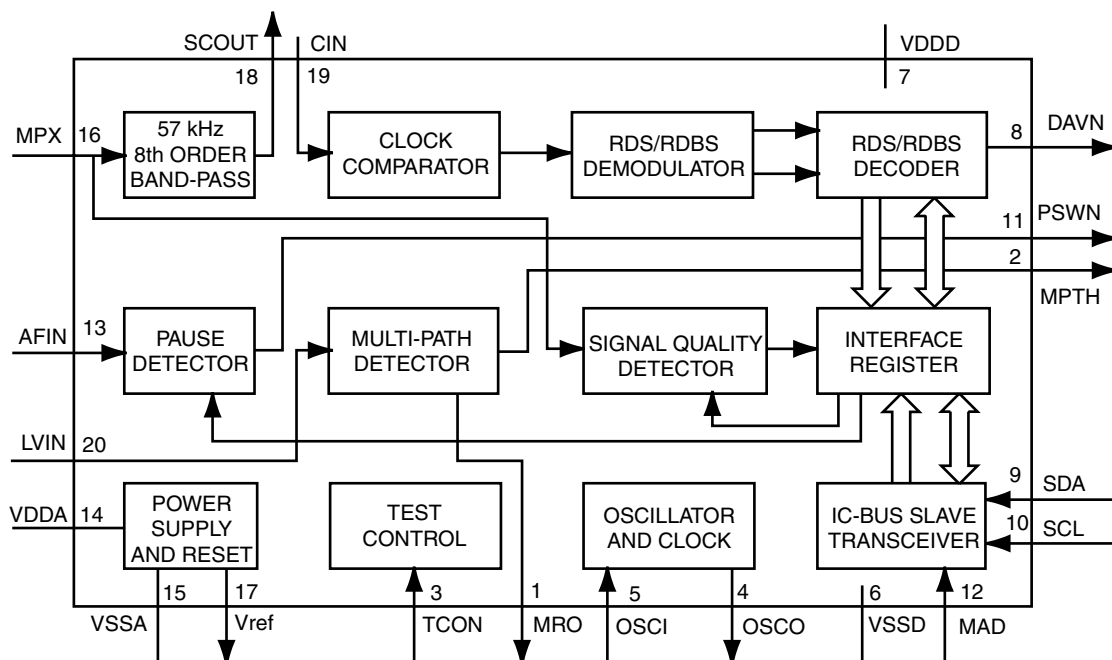 SCOUT
CIN
VDDD
18
19
7
MPX
16
57 kHz
8th ORDER
BAND-PASS
CLOCK
COMPARATOR
RDS/RDBS
DEMODULATOR
RDS/RDBS
DECODER
8
DAVN
11
PSWN
2
MPTH
AFIN
13
PAUSE
DETECTOR
MULTI-PATH
DETECTOR
SIGNAL QUALITY
DETECTOR
INTERFACE
REGISTER
LVIN
20
VDDA
14
POWER
SUPPLY
AND RESET
TEST
CONTROL
OSCILLATOR
AND CLOCK
IC-BUS SLAVE
TRANSCEIVER
9
SDA
10
SCL
15
17
3
1
5
4
6
12
VSSA
Vref
TCON
MRO
OSCI
OSCO
VSSD
MAD